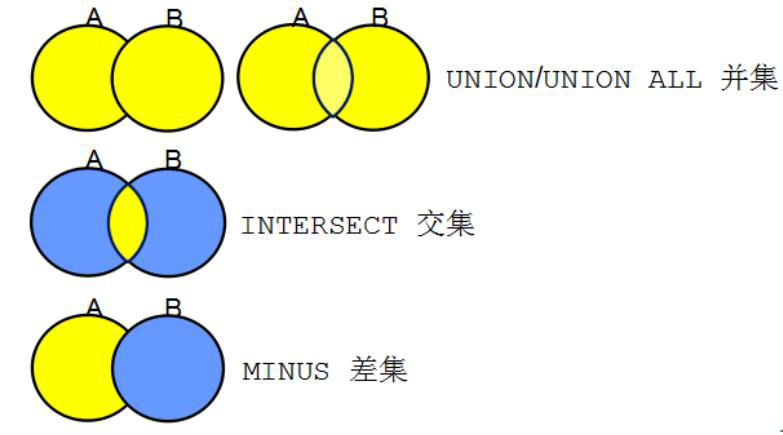 A B A B
UNION/UNION ALL 并集
A B
INTERSECT 交集
A B
MINUS 差集